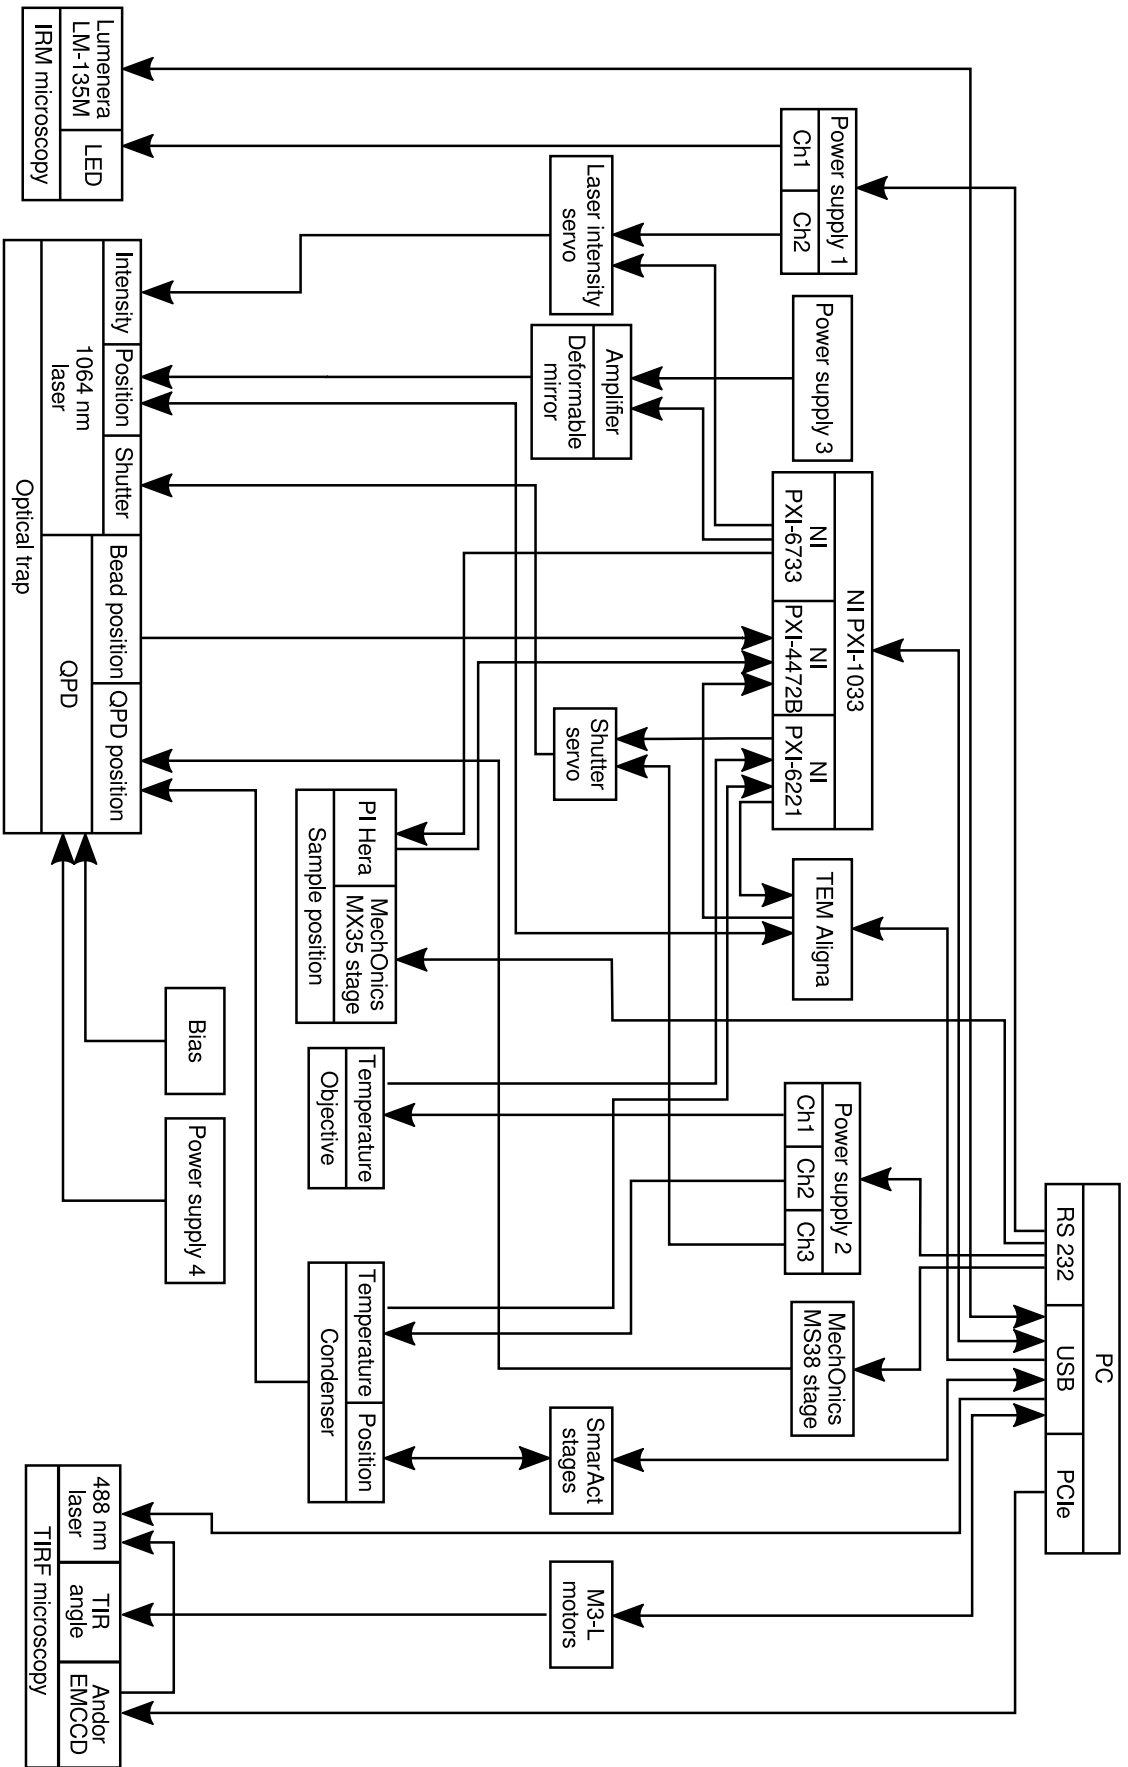 PC
RS 232
USB
PCIe
Power supply 1
Ch1
Ch2
Power supply 3
NI PXI-1033
NI
PXI-6733
NI
PXI-4472B
NI
PXI-6221
TEM Aligna
Power supply 2
Ch1
Ch2
Ch3
MechOnics
MS38 stage
Laser intensity
servo
Amplifier
Deformable
mirror
Shutter
servo
SmarAct
stages
M3-L
motors
PI Hera
MechOnics
MX35 stage
Sample position
Temperature
Objective
Temperature
Position
Condenser
Bias
Power supply 4
Lumenera
LM-135M
LED
IRM microscopy
Intensity
Position
Shutter
1064 nm
laser
Bead position
QPD position
QPD
Optical trap
488 nm
laser
TIR
angle
Andor
EMCCD
TIRF microscopy